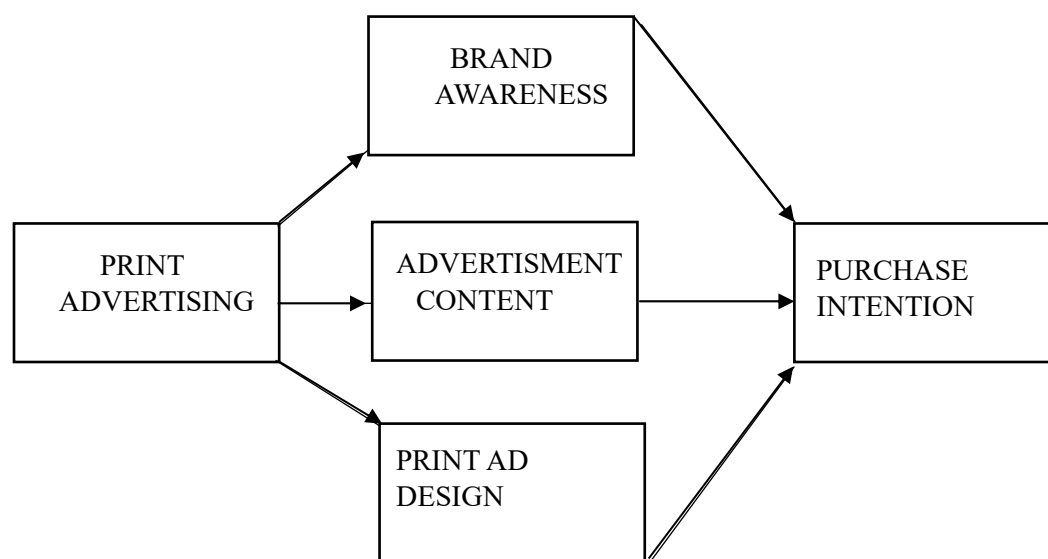 BRAND
AWARENESS
PRINT
ADVERTISING
ADVERTISMENT
CONTENT
PURCHASE
INTENTION
PRINT AD
DESIGN